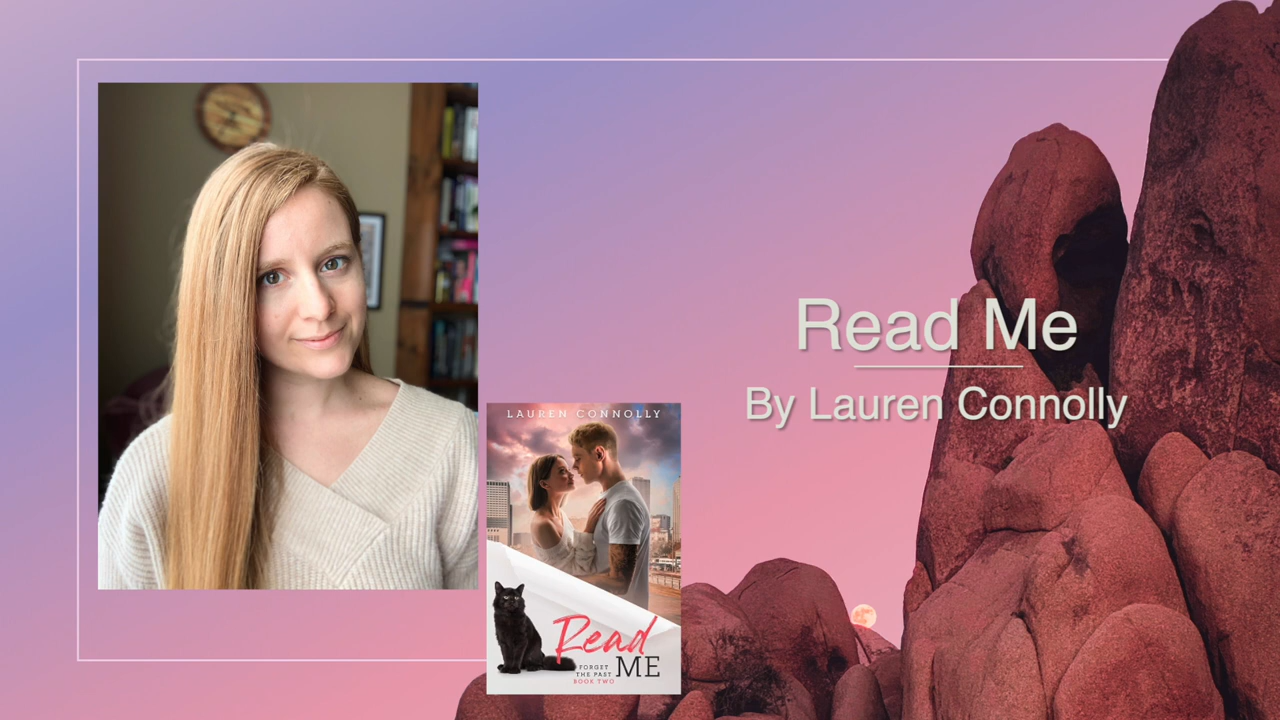 Read Me
By Lauren Connolly
LAUREN CONNOLLY
Read
ME
FORGET
THE PAST
BOOK TWO